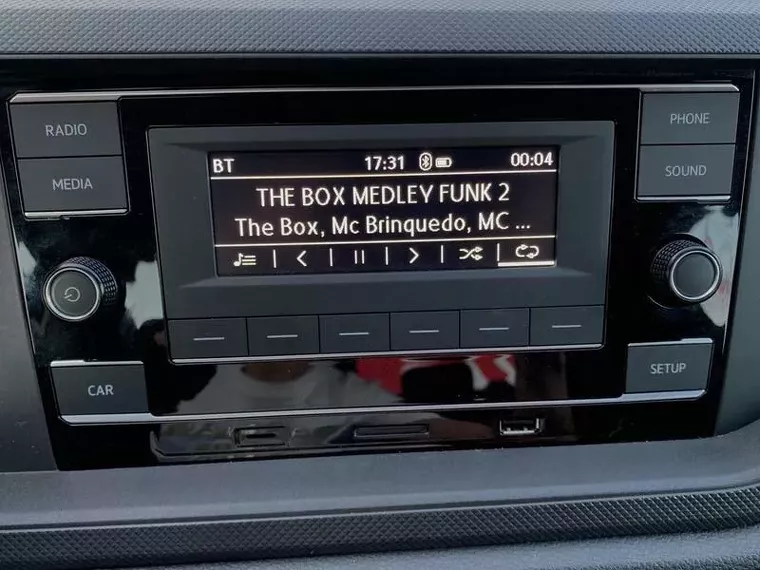 RADIO
MEDIA
PHONE
SOUND
BT 17:31 00:04
THE BOX MEDLEY FUNK 2
The Box, Mc Brinquedo, MC ...
CAR
SETUP